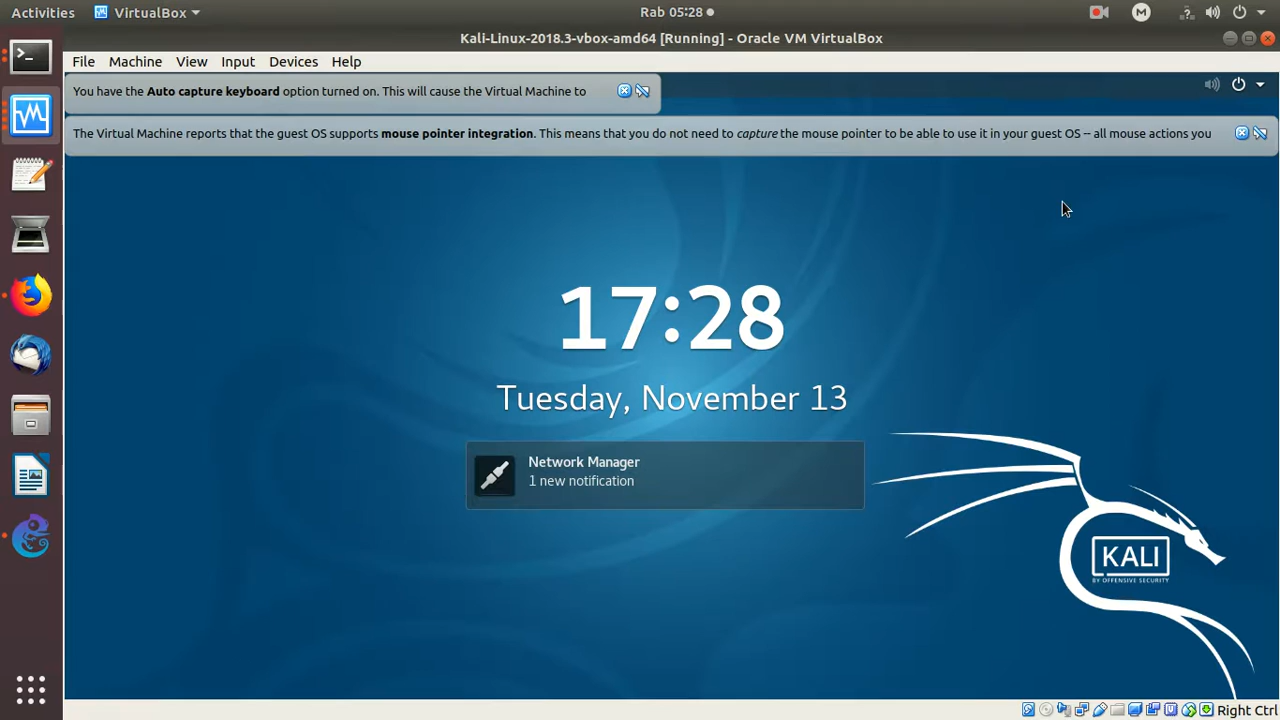 Activities VirtualBox Rab 05:28
Kali-Linux-2018.3-vbox-amd64 [Running] - Oracle VM VirtualBox
File Machine View Input Devices Help
You have the Auto capture keyboard option turned on. This will cause the Virtual Machine to
The Virtual Machine reports that the guest OS supports mouse pointer integration. This means that you do not need to capture the mouse pointer to be able to use it in your guest OS -- all mouse actions you
17:28
Tuesday, November 13
Network Manager
1 new notification
KALI
BY OFFENSIVE SECURITY
Right Ctrl